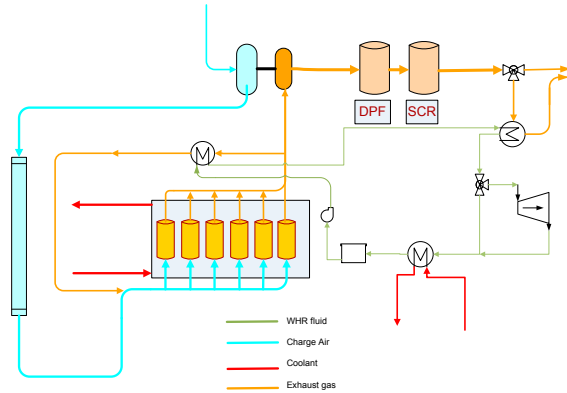 DPF
SCR
M
M
WHR fluid
Charge Air
Coolant
Exhaust gas